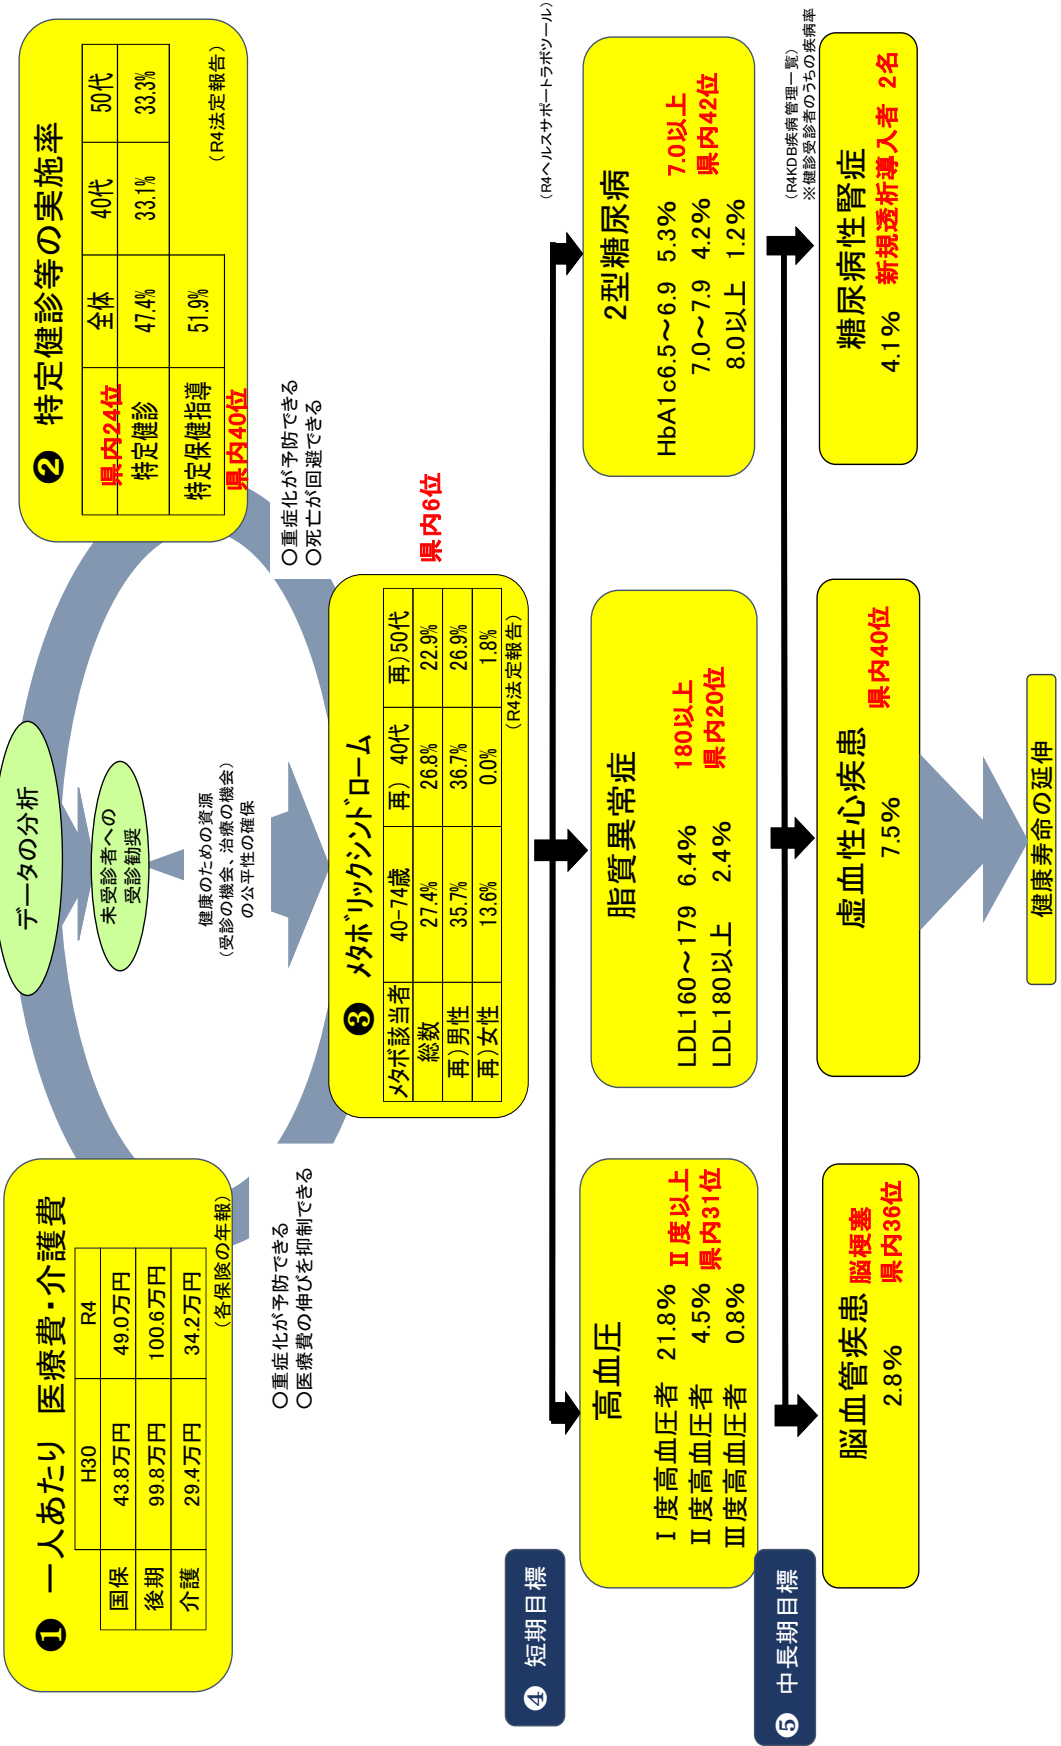 ❶ 一人あたり 医療費・介護費
H30 R4
国保 43.8万円 49.0万円
後期 99.8万円 100.6万円
介護 29.4万円 34.2万円
(各保険の年報)
データの分析
未受診者への
受診勧奨
健康のための資源
(受診の機会、治療の機会)
の公平性の確保
❷ 特定健診等の実施率
県内24位 全体 40代 50代
特定健診 47.4% 33.1% 33.3%
特定保健指導 51.9%
県内40位
(R4法定報告)
〇重症化が予防できる
〇医療費の伸びを抑制できる
〇重症化が予防できる
〇死亡が回避できる
❸ メタボリックシンドローム
県内6位
メタボ該当者 40-74歳 再) 40代 再)50代
総数 27.4% 26.8% 22.9%
再)男性 35.7% 36.7% 26.9%
再)女性 13.6% 0.0% 1.8%
(R4法定報告)
❹ 短期目標
(R4ヘルスサポートラボツール)
高血圧
Ⅰ度高血圧者 21.8%
Ⅱ度高血圧者 4.5%
Ⅲ度高血圧者 0.8%
Ⅱ度以上
県内31位
脂質異常症
LDL160～179 6.4%
LDL180以上 2.4%
180以上
県内20位
2型糖尿病
HbA1c6.5～6.9 5.3%
7.0～7.9 4.2%
8.0以上 1.2%
7.0以上
県内42位
❺ 中長期目標
(R4KDB疾病管理一覧)
※健診受診者のうちの疾病率
脳血管疾患
2.8%
脳梗塞
県内36位
虚血性心疾患
7.5%
県内40位
糖尿病性腎症
4.1% 新規透析導入者 2名
健康寿命の延伸